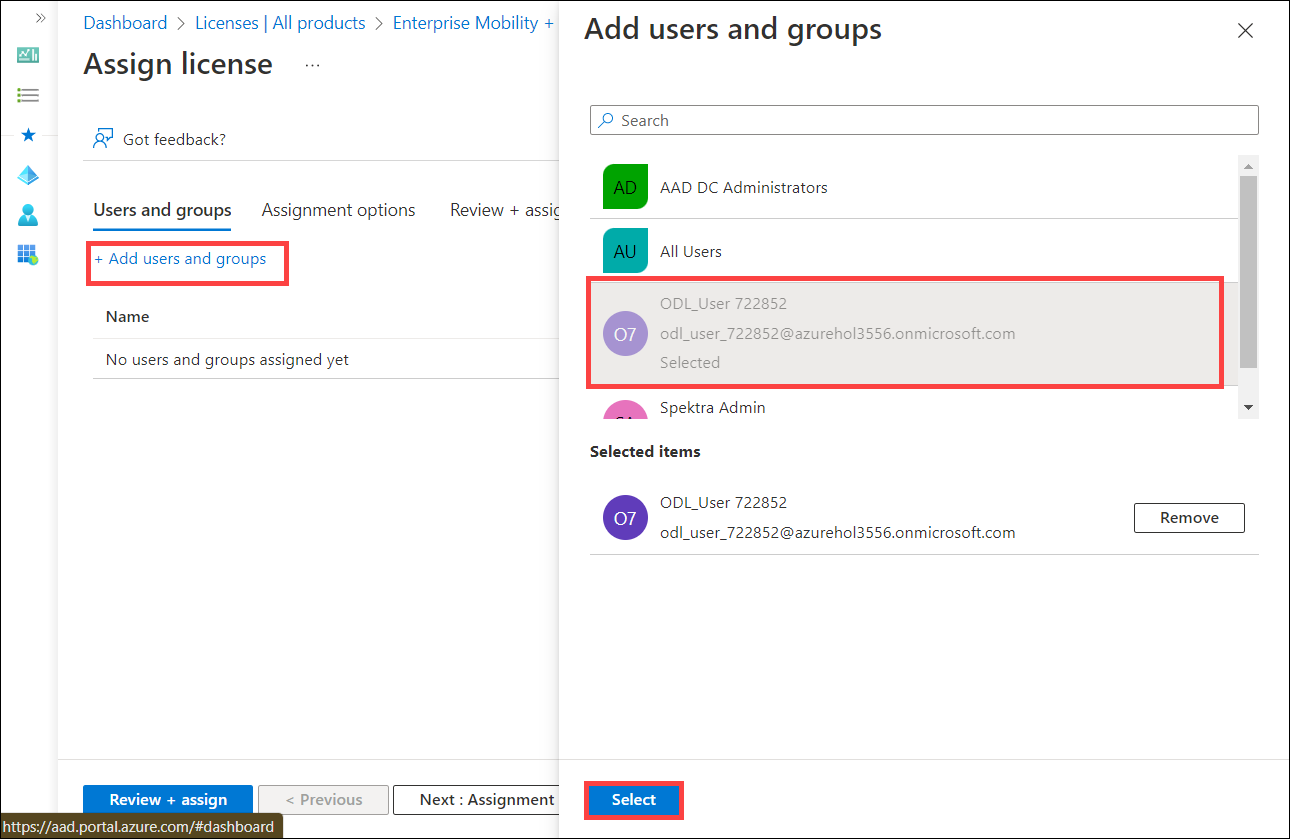 Dashboard > Licenses | All products > Enterprise Mobility +
Assign license ...
Got feedback?
Users and groups Assignment options Review + assig
+ Add users and groups
Name
No users and groups assigned yet
Review + assign < Previous Next : Assignment
https://aad.portal.azure.com/#dashboard
Add users and groups
Search
AD AAD DC Administrators
AU All Users
ODL_User 722852
O7 odl_user_722852@azurehol3556.onmicrosoft.com
Selected
Spektra Admin
Selected items
ODL_User 722852
O7
odl_user_722852@azurehol3556.onmicrosoft.com
Remove
Select